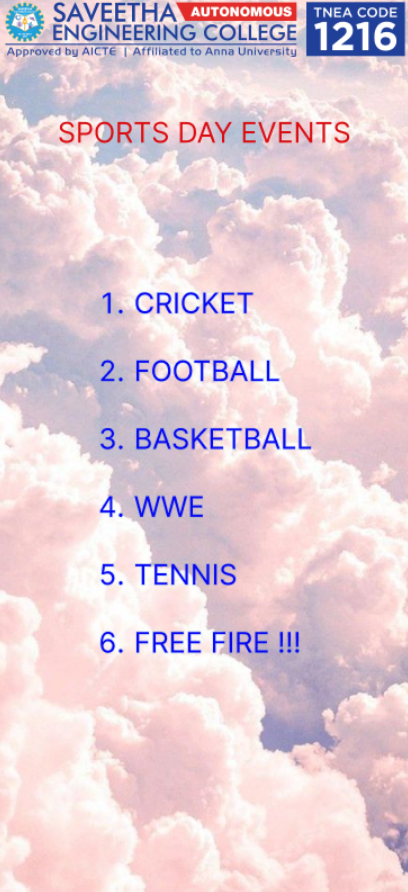 SAVEETHA AUTONOMOUS
ENGINEERING COLLEGE
Approved by AICTE | Affiliated to Anna University
TNEA CODE
1216
SPORTS DAY EVENTS
1. CRICKET
2. FOOTBALL
3. BASKETBALL
4. WWE
5. TENNIS
6. FREE FIRE !!!